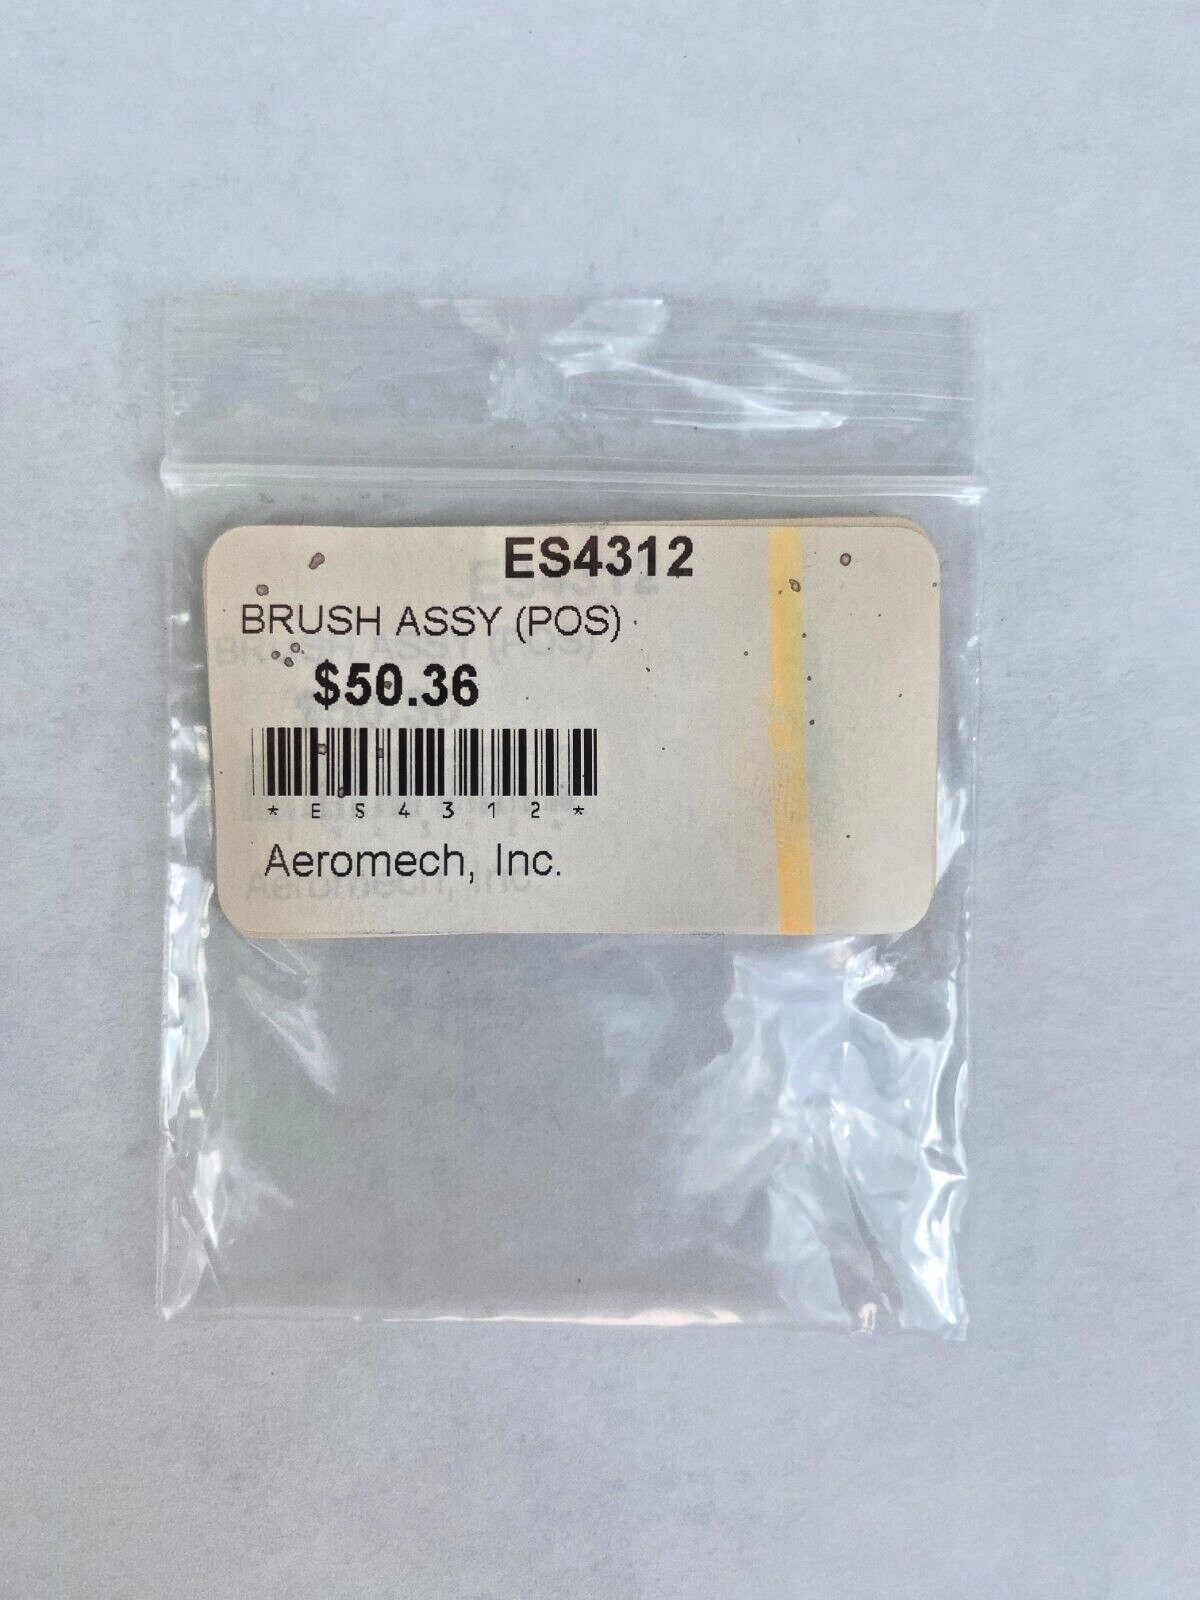 ES4312
BRUSH ASSY (POS)
$50.36
*ES4312*
Aeromech, Inc.